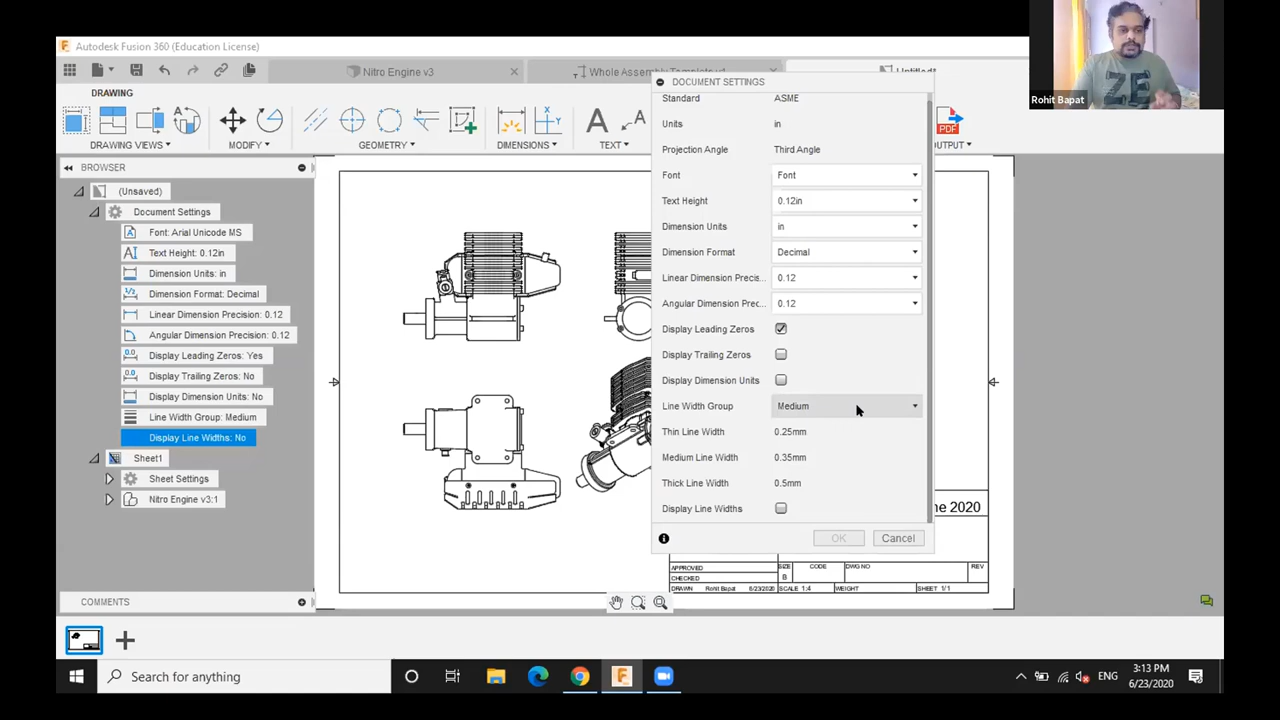 Autodesk Fusion 360 (Education License)
Nitro Engine v3
Whole Assembly
Untitled*
DRAWING
DRAWING VIEWS
MODIFY
GEOMETRY
DIMENSIONS
TEXT
PDF
OUTPUT
Rohit Bapat
BROWSER
(Unsaved)
Document Settings
Font: Arial Unicode MS
Text Height: 0.12in
Dimension Units: in
Dimension Format: Decimal
Linear Dimension Precision: 0.12
Angular Dimension Precision: 0.12
Display Leading Zeros: Yes
Display Trailing Zeros: No
Display Dimension Units: No
Line Width Group: Medium
Display Line Widths: No
Sheet1
Sheet Settings
Nitro Engine v3:1
DOCUMENT SETTINGS
Standard ASME
Units in
Projection Angle Third Angle
Font Font
Text Height 0.12in
Dimension Units in
Dimension Format Decimal
Linear Dimension Precis... 0.12
Angular Dimension Prec... 0.12
Display Leading Zeros
Display Trailing Zeros
Display Dimension Units
Line Width Group Medium
Thin Line Width 0.25mm
Medium Line Width 0.35mm
Thick Line Width 0.5mm
Display Line Widths
OK Cancel
ne 2020
APPROVED SIZE CODE DWG NO REV
CHECKED B
DRAWN Rohit Bapat 6/23/2020 SCALE 1:4 WEIGHT SHEET 1/1
COMMENTS
Search for anything
ENG
3:13 PM
6/23/2020